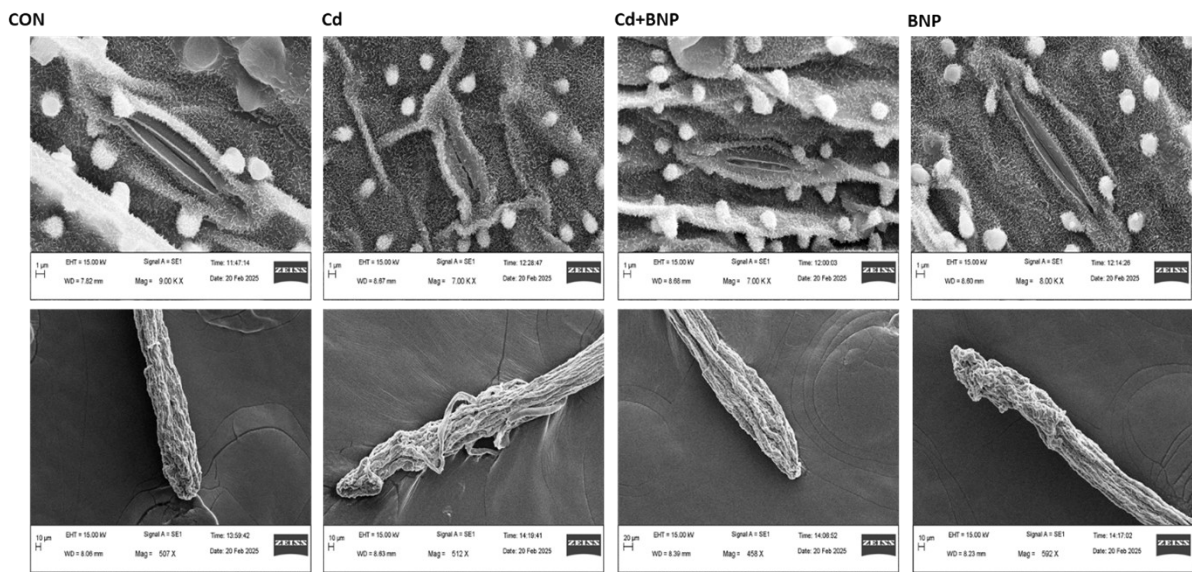 CON Cd Cd+BNP BNP
1 µm EHT = 15.00 kV Signal A = SE1 Time: 11:47:14 ZEISS
WD = 7.82 mm Mag = 9.00 K X Date: 20 Feb 2025
1 µm EHT = 15.00 kV Signal A = SE1 Time: 12:28:47 ZEISS
WD = 8.67 mm Mag = 7.00 K X Date: 20 Feb 2025
1 µm EHT = 15.00 kV Signal A = SE1 Time: 12:00:03 ZEISS
WD = 8.68 mm Mag = 7.00 K X Date: 20 Feb 2025
1 µm EHT = 15.00 kV Signal A = SE1 Time: 12:14:26 ZEISS
WD = 8.60 mm Mag = 8.00 K X Date: 20 Feb 2025
10 µm EHT = 15.00 kV Signal A = SE1 Time: 13:59:42 ZEISS
WD = 8.06 mm Mag = 507 X Date: 20 Feb 2025
10 µm EHT = 15.00 kV Signal A = SE1 Time: 14:19:41 ZEISS
WD = 8.63 mm Mag = 512 X Date: 20 Feb 2025
20 µm EHT = 15.00 kV Signal A = SE1 Time: 14:08:52 ZEISS
WD = 8.39 mm Mag = 458 X Date: 20 Feb 2025
10 µm EHT = 15.00 kV Signal A = SE1 Time: 14:17:02 ZEISS
WD = 8.23 mm Mag = 592 X Date: 20 Feb 2025